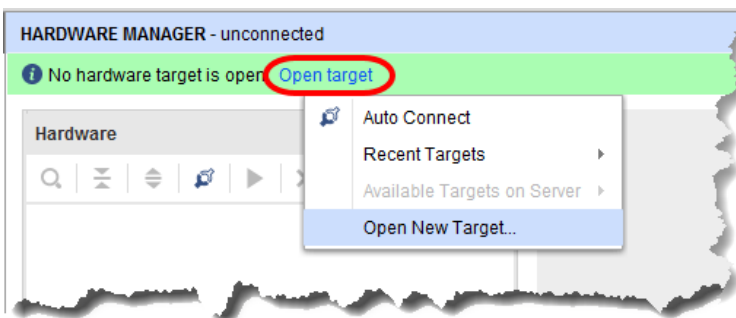 HARDWARE MANAGER - unconnected
No hardware target is open Open target
Auto Connect
Hardware
Recent Targets
Available Targets on Server
Open New Target...